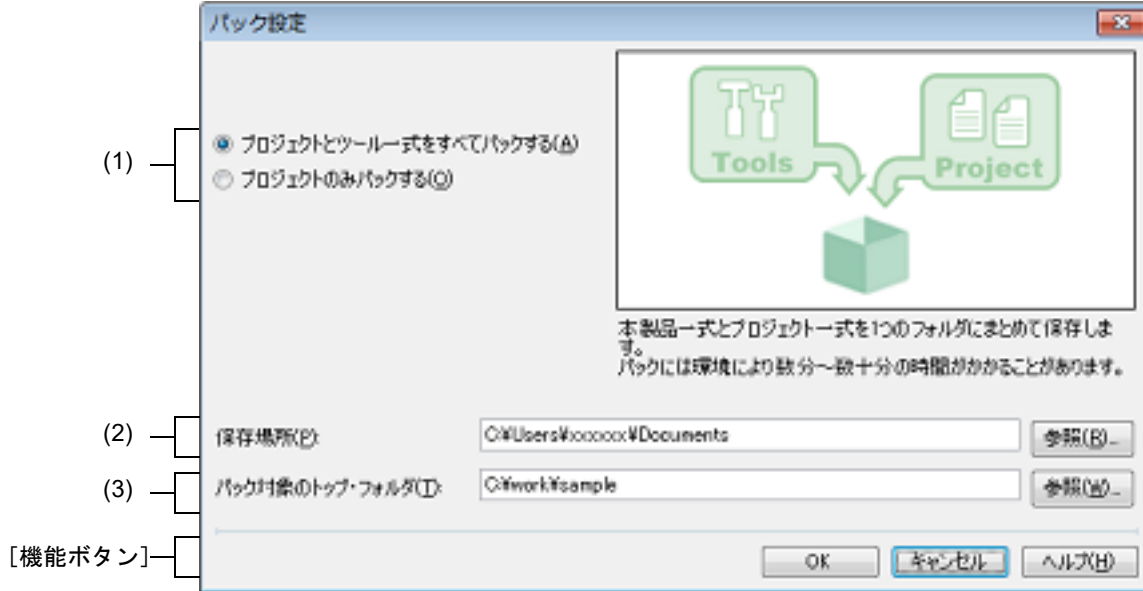 パック設定
(1)
プロジェクトとツール一式をすべてパックする(A)
プロジェクトのみパックする(O)
Tools
Project
本製品一式とプロジェクト一式を1つのフォルダにまとめて保存しま
す。
パックには環境により数分～数十分の時間がかかることがあります。
(2)
保存場所(P):
C:¥Users¥xxxxxxx¥Documents
参照(R)...
(3)
パック対象のトップ・フォルダ(T):
C:¥work¥sample
参照(W)...
[機能ボタン]
OK
キャンセル
ヘルプ(H)